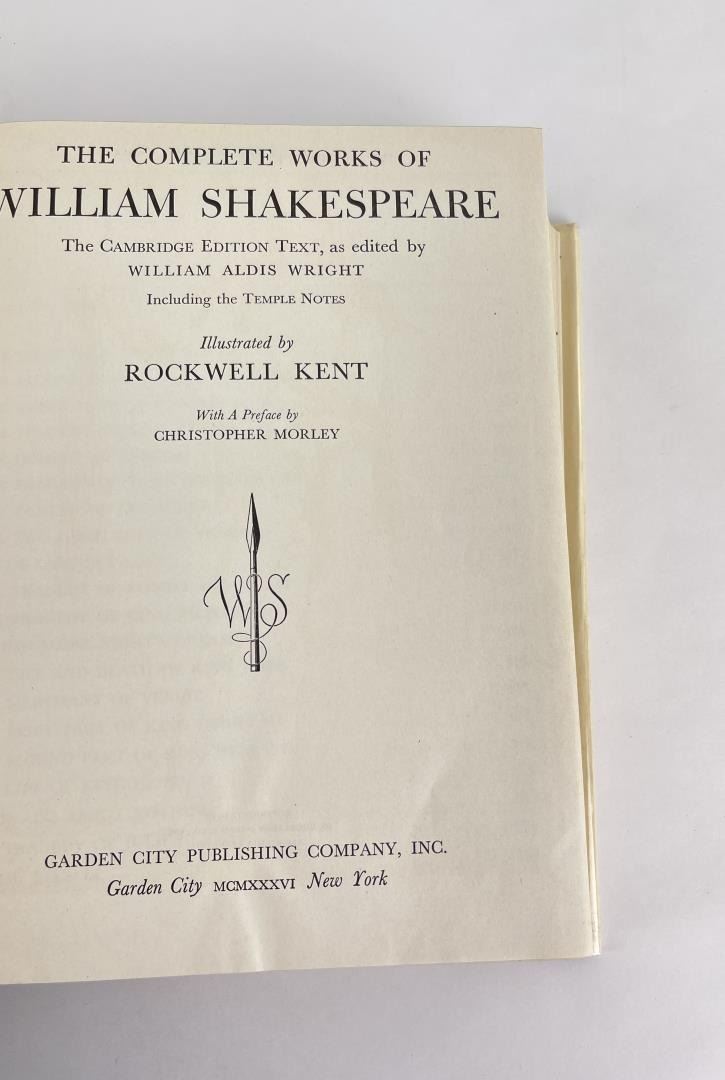 THE COMPLETE WORKS OF
WILLIAM SHAKESPEARE
The CAMBRIDGE EDITION TEXT, as edited by
WILLIAM ALDIS WRIGHT
Including the TEMPLE NOTES
Illustrated by
ROCKWELL KENT
With A Preface by
CHRISTOPHER MORLEY
WS
GARDEN CITY PUBLISHING COMPANY, INC.
Garden City MCMXXXVI New York